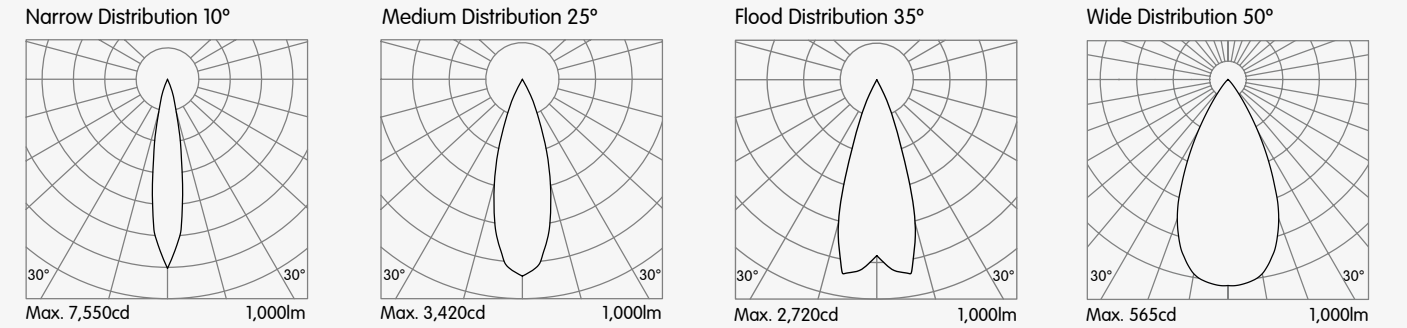 Narrow Distribution 10°
30°
30°
Max. 7,550cd 1,000lm
Medium Distribution 25°
30°
30°
Max. 3,420cd 1,000lm
Flood Distribution 35°
30°
30°
Max. 2,720cd 1,000lm
Wide Distribution 50°
30°
30°
Max. 565cd 1,000lm